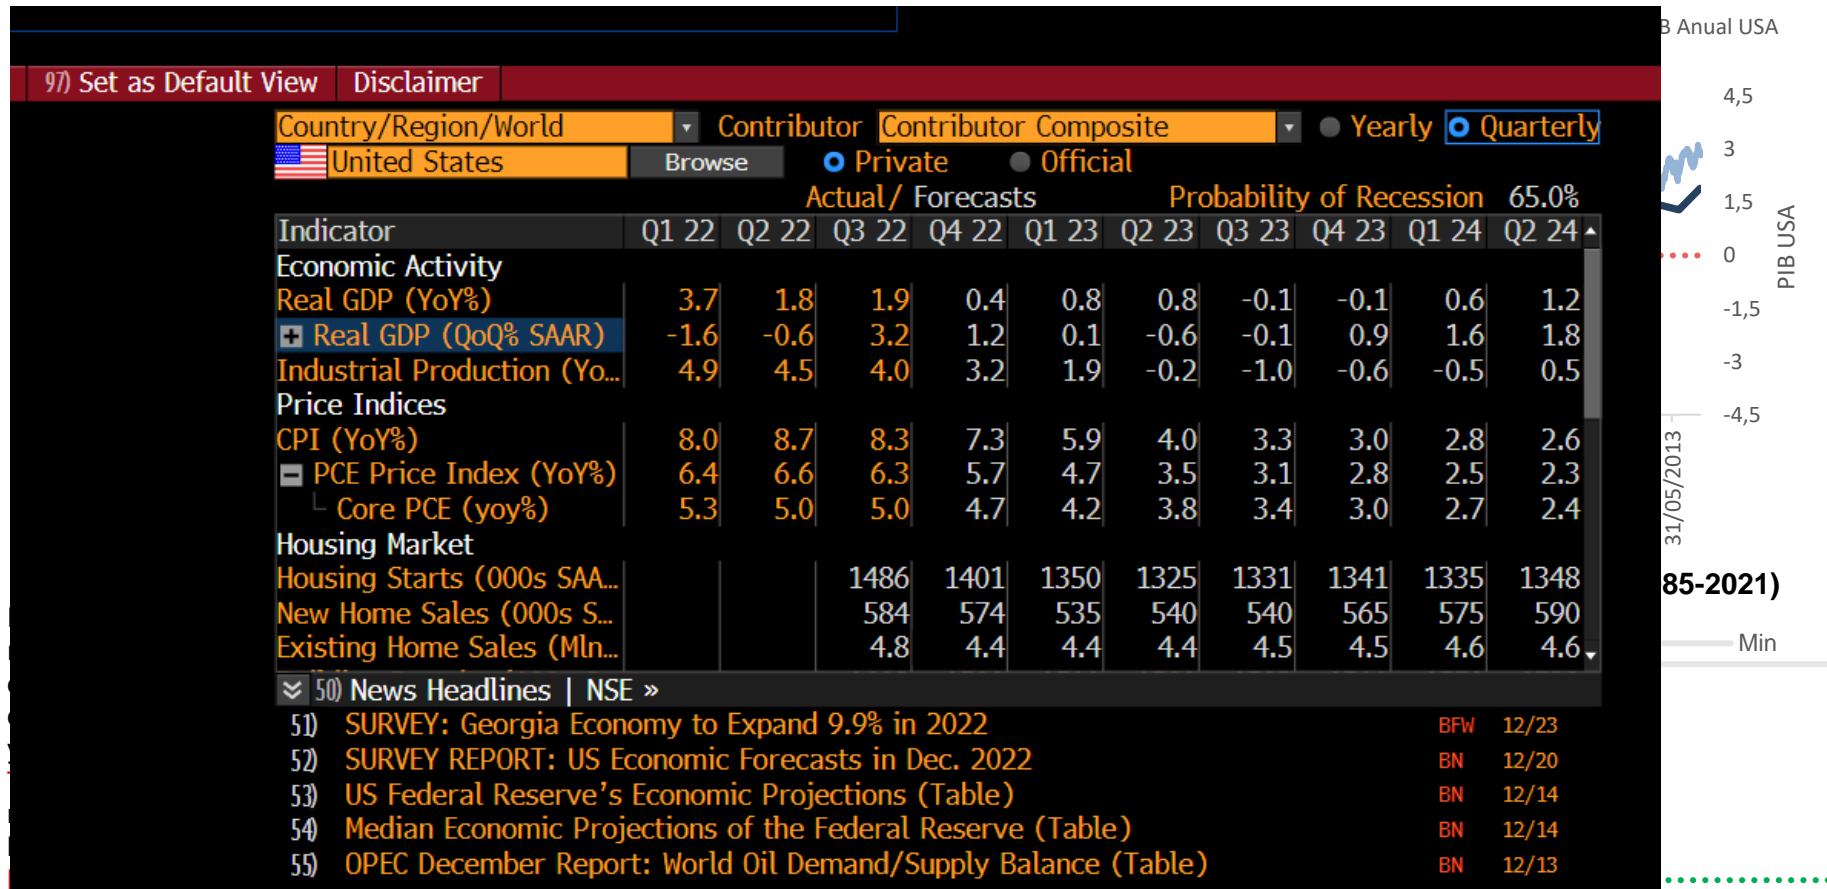 97) Set as Default View Disclaimer
Country/Region/World Contributor Contributor Composite Yearly Quarterly
United States Browse Private Official
Actual / Forecasts Probability of Recession 65.0%
Indicator Q1 22 Q2 22 Q3 22 Q4 22 Q1 23 Q2 23 Q3 23 Q4 23 Q1 24 Q2 24
Economic Activity
Real GDP (YoY%) 3.7 1.8 1.9 0.4 0.8 0.8 -0.1 -0.1 0.6 1.2
Real GDP (QoQ% SAAR) -1.6 -0.6 3.2 1.2 0.1 -0.6 -0.1 0.9 1.6 1.8
Industrial Production (Yo... 4.9 4.5 4.0 3.2 1.9 -0.2 -1.0 -0.6 -0.5 0.5
Price Indices
CPI (YoY%) 8.0 8.7 8.3 7.3 5.9 4.0 3.3 3.0 2.8 2.6
PCE Price Index (YoY%) 6.4 6.6 6.3 5.7 4.7 3.5 3.1 2.8 2.5 2.3
Core PCE (yoy%) 5.3 5.0 5.0 4.7 4.2 3.8 3.4 3.0 2.7 2.4
Housing Market
Housing Starts (000s SAA... 1486 1401 1350 1325 1331 1341 1335 1348
New Home Sales (000s S... 584 574 535 540 540 565 575 590
Existing Home Sales (Mln... 4.8 4.4 4.4 4.4 4.5 4.5 4.6 4.6
50) News Headlines | NSE »
51) SURVEY: Georgia Economy to Expand 9.9% in 2022 BFW 12/23
52) SURVEY REPORT: US Economic Forecasts in Dec. 2022 BN 12/20
53) US Federal Reserve's Economic Projections (Table) BN 12/14
54) Median Economic Projections of the Federal Reserve (Table) BN 12/14
55) OPEC December Report: World Oil Demand/Supply Balance (Table) BN 12/13
B Anual USA
4,5
3
1,5
0
-1,5
-3
-4,5
PIB USA
31/05/2013
85-2021)
Min